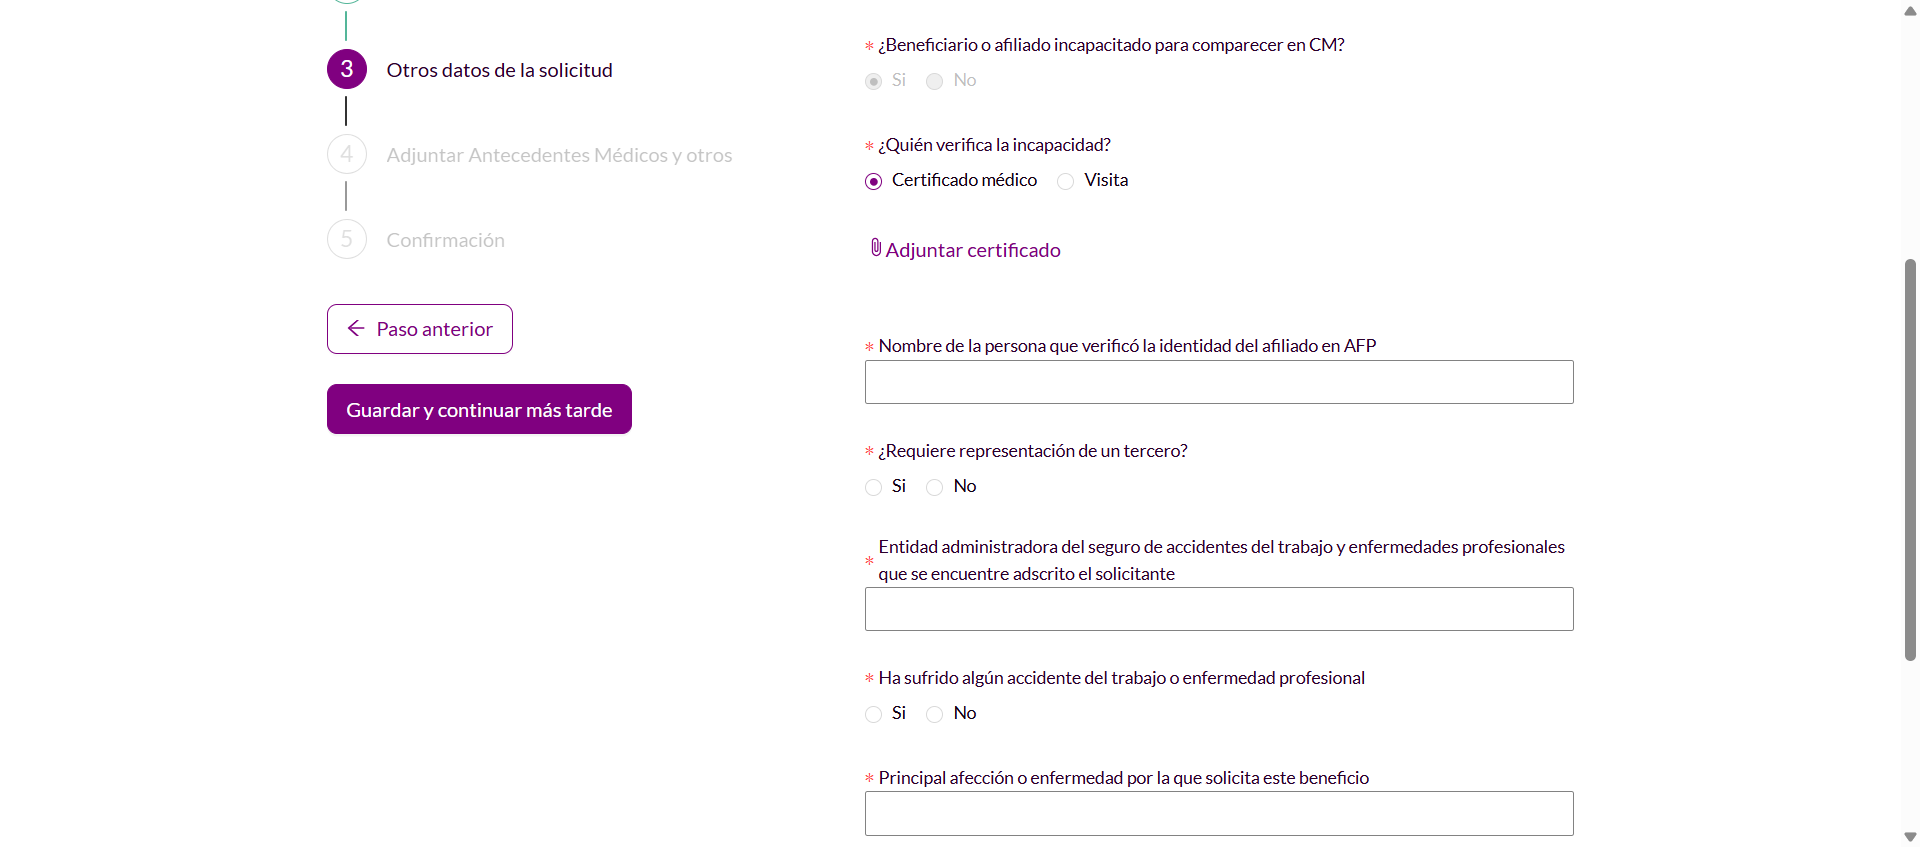 3
Otros datos de la solicitud
4
Adjuntar Antecedentes Médicos y otros
5
Confirmación
Paso anterior
Guardar y continuar más tarde
* ¿Beneficiario o afiliado incapacitado para comparecer en CM?
Si No
* ¿Quién verifica la incapacidad?
Certificado médico Visita
Adjuntar certificado
* Nombre de la persona que verificó la identidad del afiliado en AFP
* ¿Requiere representación de un tercero?
Si No
* Entidad administradora del seguro de accidentes del trabajo y enfermedades profesionales
que se encuentre adscrito el solicitante
* Ha sufrido algún accidente del trabajo o enfermedad profesional
Si No
* Principal afección o enfermedad por la que solicita este beneficio